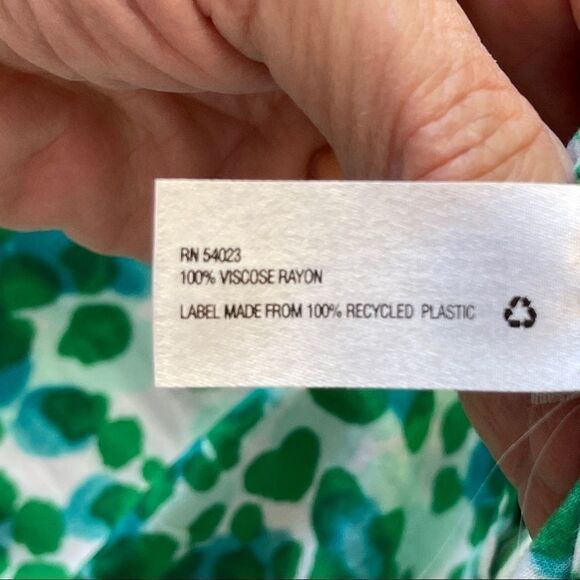 RN 54023
100% VISCOSE RAYON
LABEL MADE FROM 100% RECYCLED PLASTIC